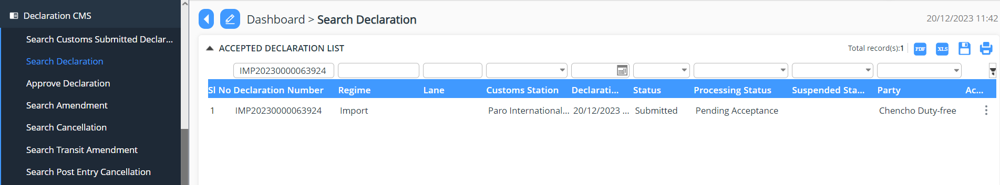 Declaration CMS
Search Customs Submitted Declar...
Search Declaration
Approve Declaration
Search Amendment
Search Cancellation
Search Transit Amendment
Search Post Entry Cancellation
Dashboard > Search Declaration
20/12/2023 11:42
ACCEPTED DECLARATION LIST
Total record(s):1
PDF
XLS
IMP20230000063924
Sl No Declaration Number Regime Lane Customs Station Declarati... Status Processing Status Suspended Sta... Party Ac...
1 IMP20230000063924 Import Paro International... 20/12/2023 ... Submitted Pending Acceptance Chencho Duty-free